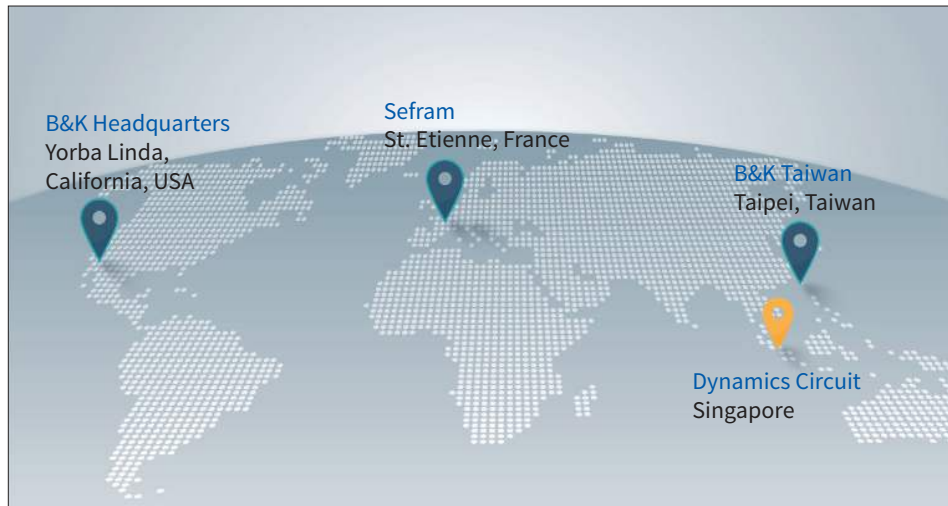 B&K Headquarters
Yorba Linda,
California, USA
Sefram
St. Etienne, France
B&K Taiwan
Taipei, Taiwan
Dynamics Circuit
Singapore